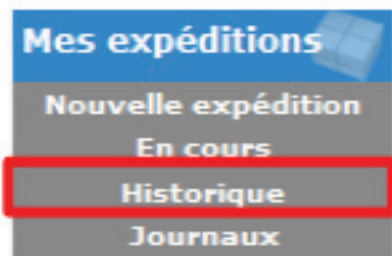 Mes expéditions
Nouvelle expédition
En cours
Historique
Journaux